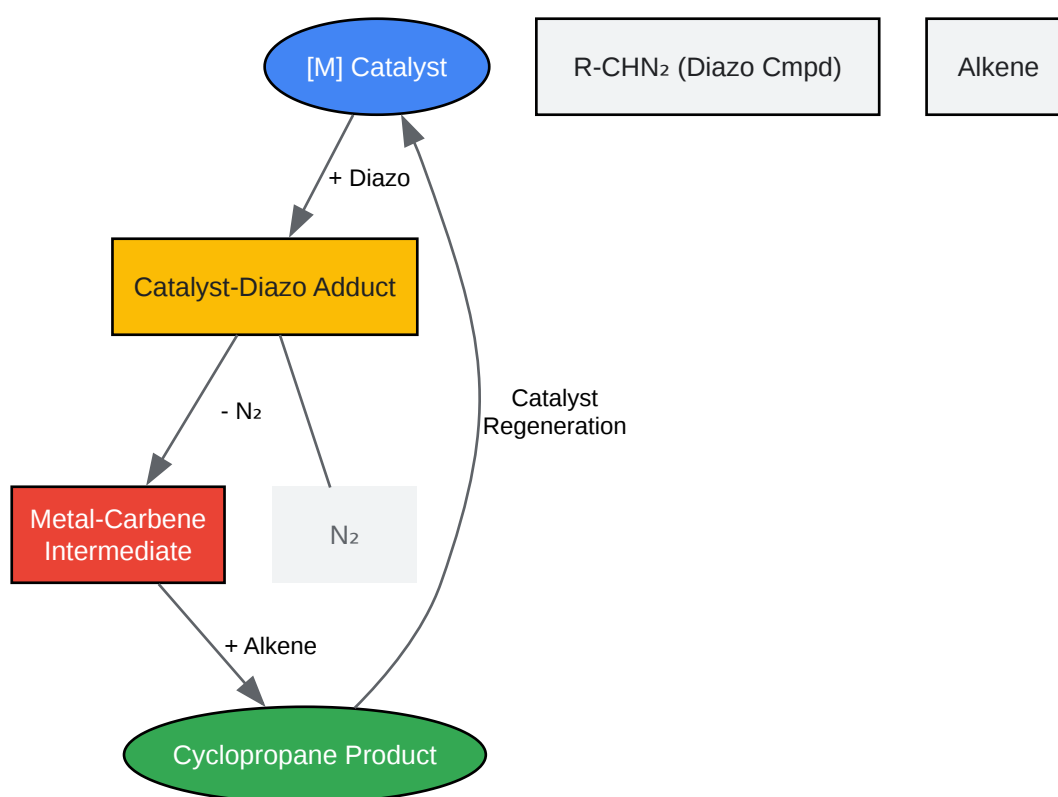 [M] Catalyst
R-CHN₂ (Diazo Cmpd)
Alkene
+ Diazo
Catalyst-Diazo Adduct
- N₂
Catalyst
Regeneration
Metal-Carbene
Intermediate
N₂
+ Alkene
Cyclopropane Product